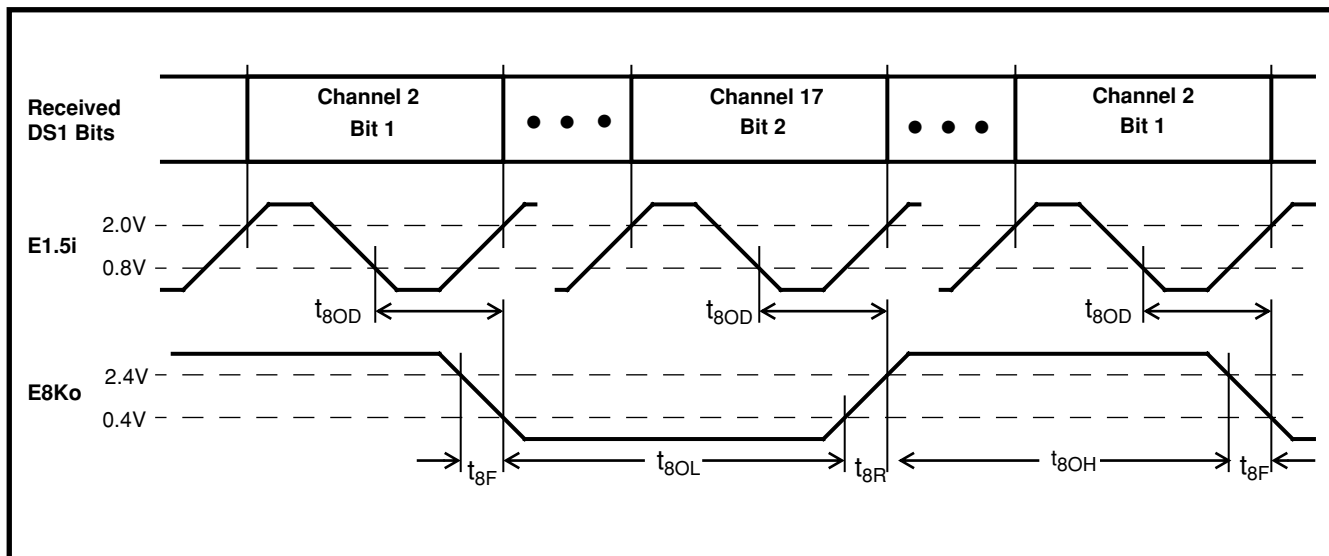 Received
DS1 Bits
Channel 2
Bit 1
• • •
Channel 17
Bit 2
• • •
Channel 2
Bit 1
E1.5i
2.0V
0.8V
t8OD
t8OD
t8OD
E8Ko
2.4V
0.4V
t8F
t8OL
t8R
t8OH
t8F